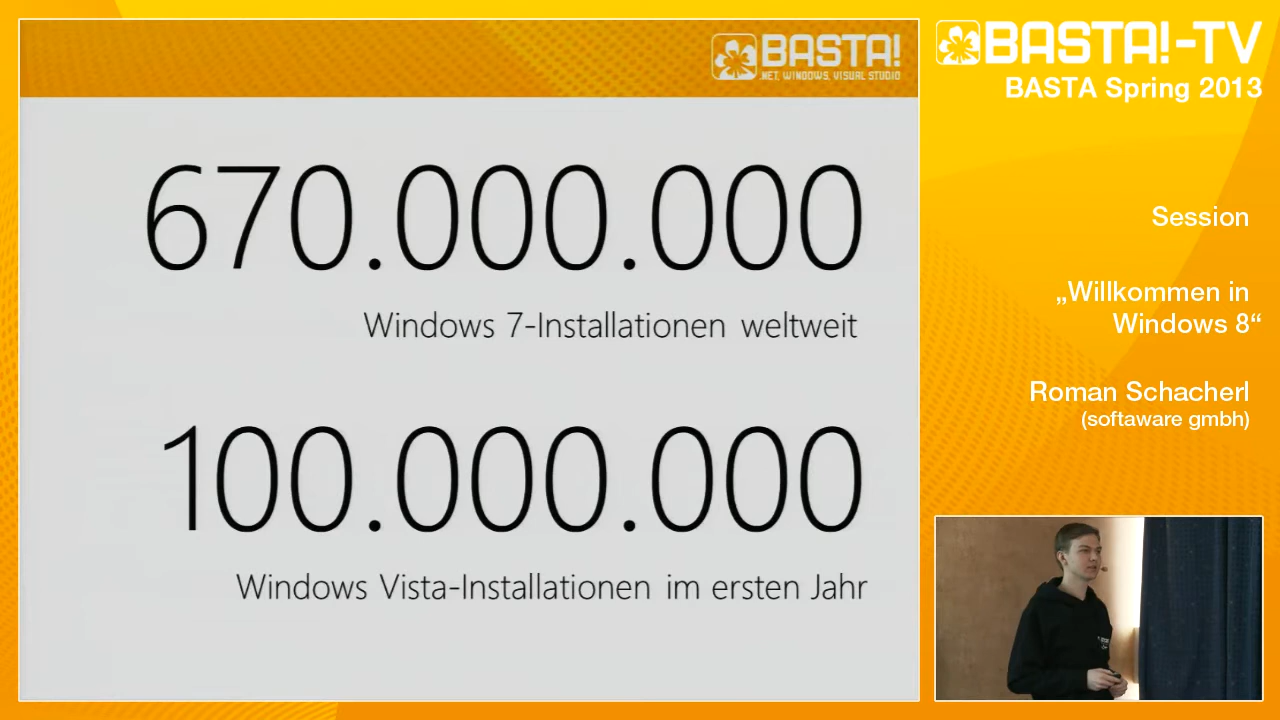 BASTA!
.NET, WINDOWS, VISUAL STUDIO
670.000.000
Windows 7-Installationen weltweit
100.000.000
Windows Vista-Installationen im ersten Jahr
BASTA!-TV
BASTA Spring 2013
Session
„Willkommen in
Windows 8“
Roman Schacherl
(softaware gmbh)